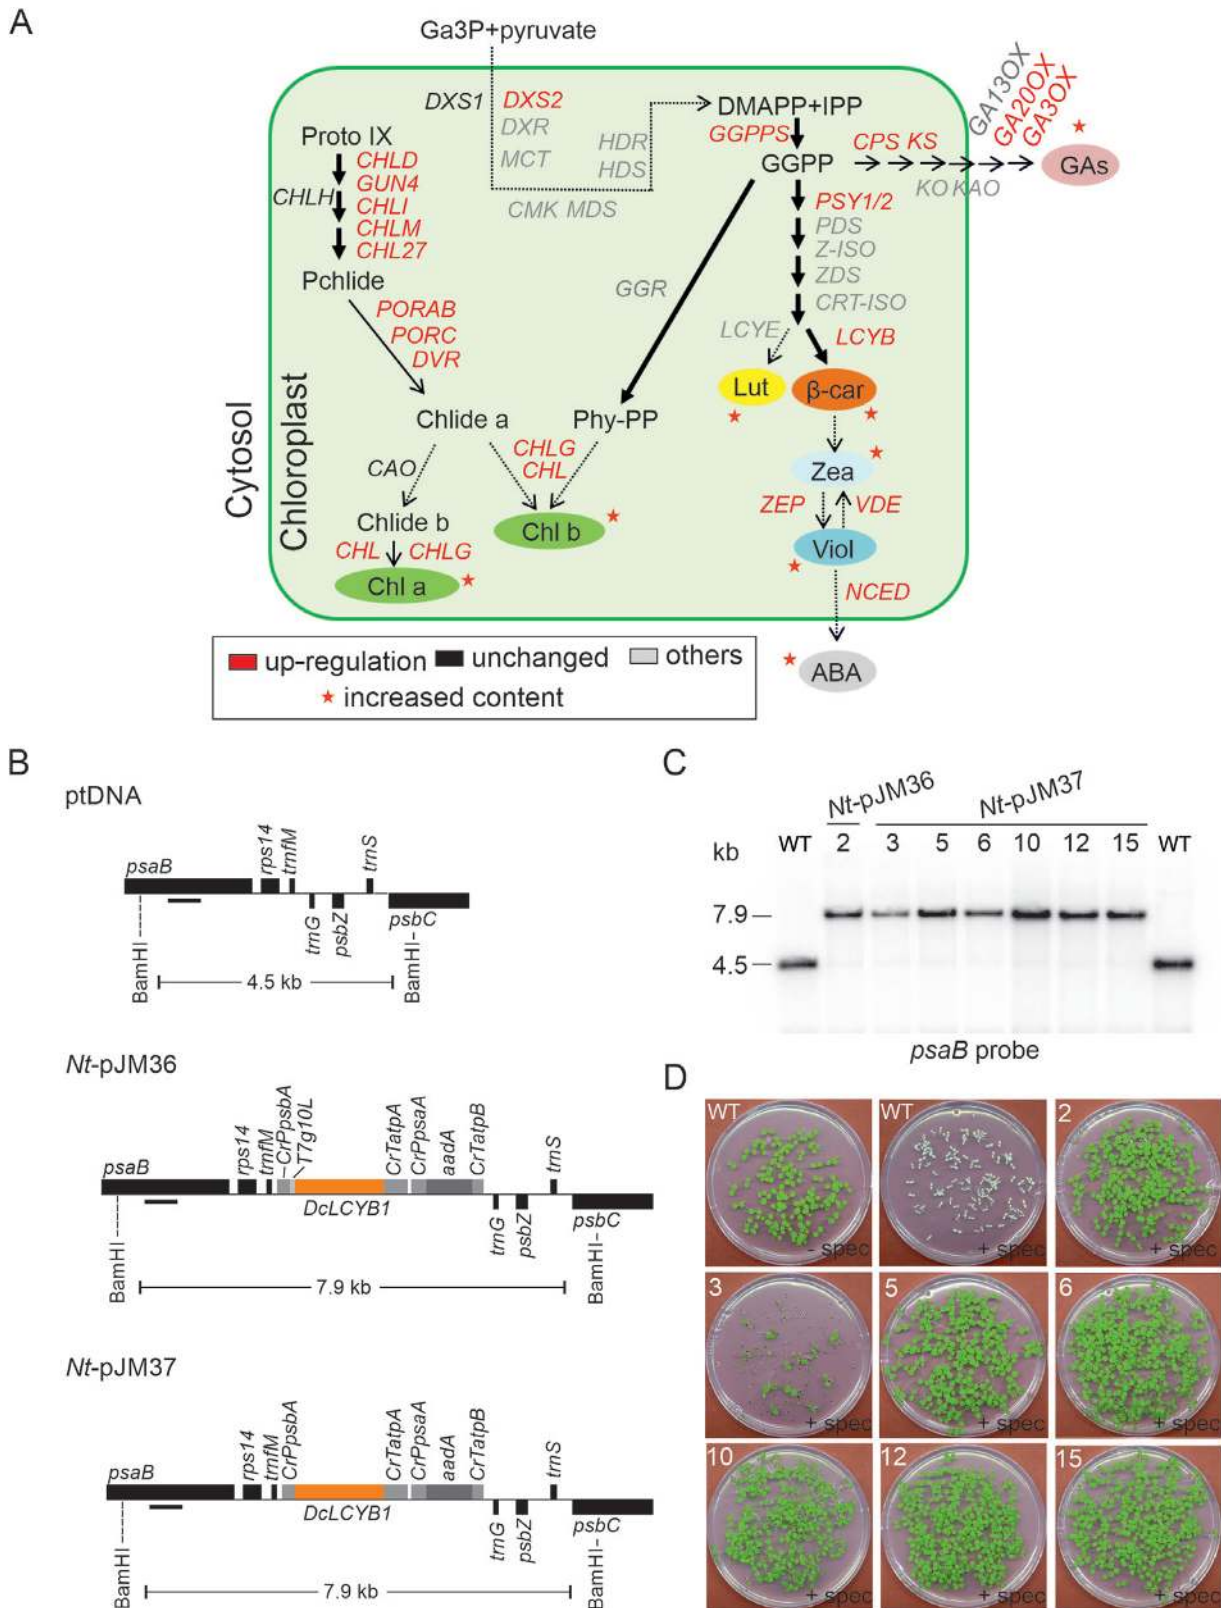 A
Ga3P+pyruvate
DXS1 DXS2
DXR
MCT
HDR
HDS
CMK MDS
DMAPP+IPP
GGPPS
GGPP
CPS KS
KO KAO
GA13OX
GA20OX
GA3OX
GAs
Proto IX
CHLD
GUN4
CHLH
CHLI
CHLM
CHL27
Pchlide
PORAB
PORC
DVR
Chlide a
Phy-PP
GGR
PSY1/2
PDS
Z-ISO
ZDS
CRT-ISO
LCYE
LCYB
Lut
β-car
Zea
ZEP
VDE
Viol
NCED
ABA
CAO
CHLG
CHL
Chlide b
Chl b
CHL CHLG
Chl a
Cytosol
Chloroplast
up-regulation unchanged others
★ increased content
B
ptDNA
psaB
rps14
trnfM
trnG
psbZ
trnS
psbC
BamHI
BamHI
4.5 kb
Nt-pJM36
psaB
rps14
trnfM
CrPpsbA
T7g10L
DcLCYB1
CrTatpA
CrPpsaA
aadA
CrTatpB
trnG
psbZ
trnS
psbC
BamHI
BamHI
7.9 kb
Nt-pJM37
psaB
rps14
trnfM
CrPpsbA
DcLCYB1
CrTatpA
CrPpsaA
aadA
CrTatpB
trnG
psbZ
trnS
psbC
BamHI
BamHI
7.9 kb
C
Nt-pJM36
Nt-pJM37
kb WT 2 3 5 6 10 12 15 WT
7.9
4.5
psaB probe
D
WT
- spec
WT
+ spec
2
+ spec
3
+ spec
5
+ spec
6
+ spec
10
+ spec
12
+ spec
15
+ spec